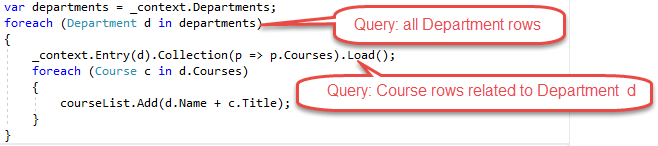 var departments = _context.Departments;
foreach (Department d in departments)
Query: all Department rows
{
_context.Entry(d).Collection(p => p.Courses).Load();
foreach (Course c in d.Courses)
{
Query: Course rows related to Department d
courseList.Add(d.Name + c.Title);
}
}